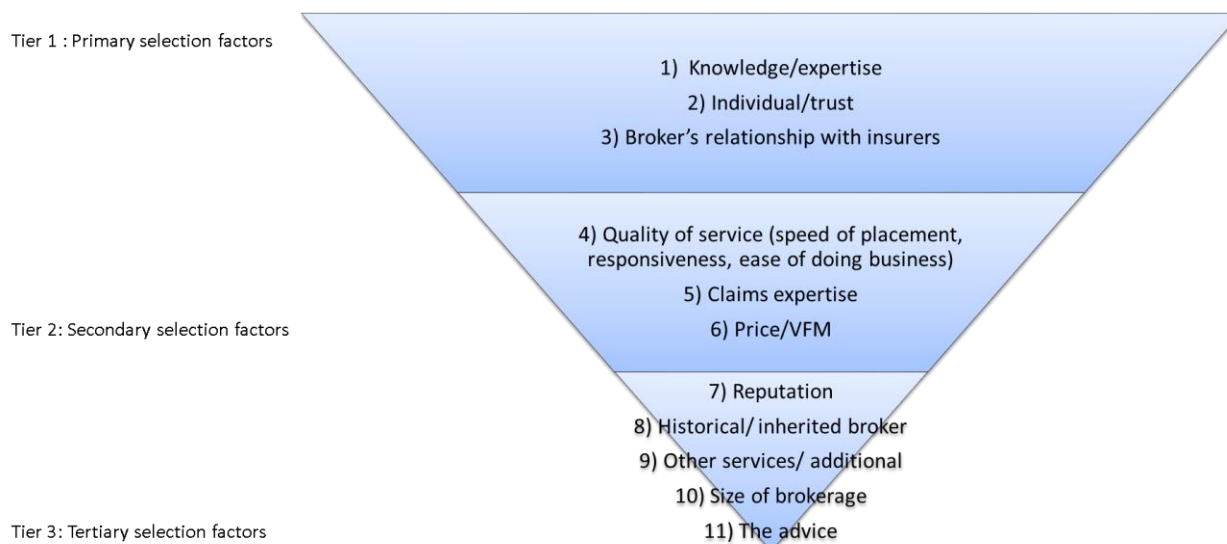 Tier 1 : Primary selection factors
1) Knowledge/expertise
2) Individual/trust
3) Broker's relationship with insurers
4) Quality of service (speed of placement,
responsiveness, ease of doing business)
5) Claims expertise
Tier 2: Secondary selection factors
6) Price/VFM
7) Reputation
8) Historical/ inherited broker
9) Other services/ additional
10) Size of brokerage
Tier 3: Tertiary selection factors
11) The advice